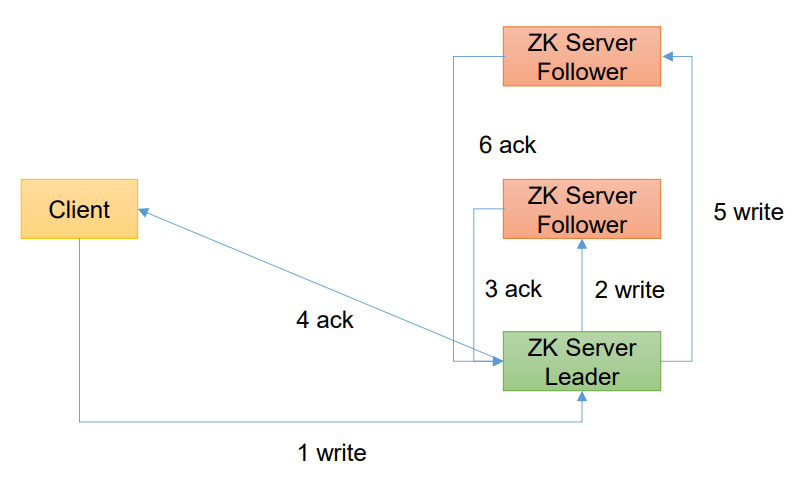 ZK Server
Follower
6 ack
Client
ZK Server
Follower
5 write
3 ack
2 write
4 ack
ZK Server
Leader
1 write